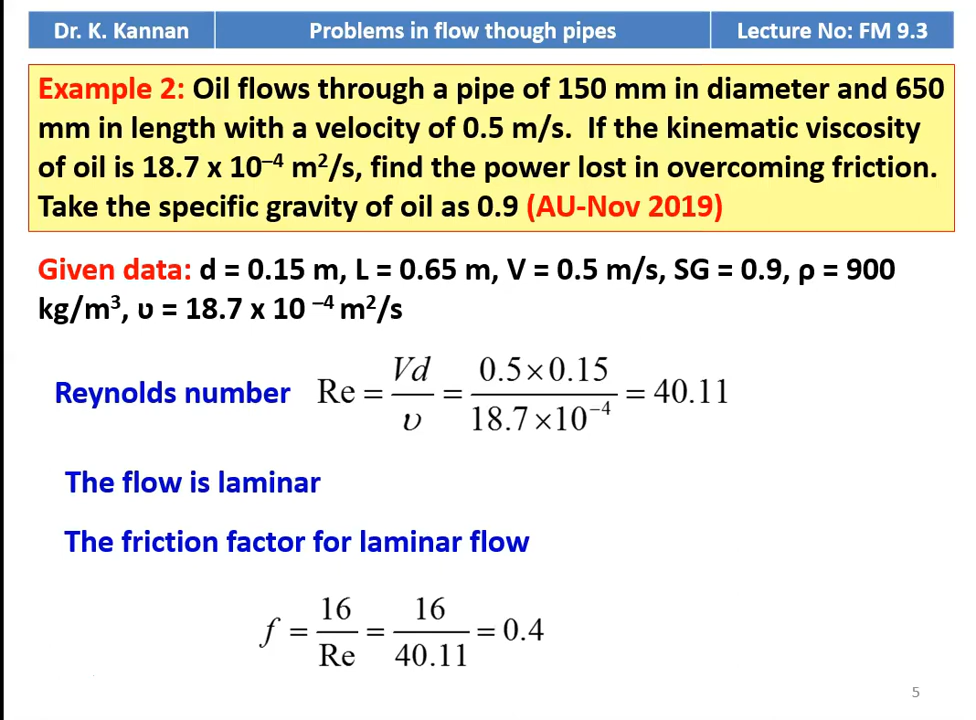 Dr. K. Kannan Problems in flow though pipes Lecture No: FM 9.3
Example 2: Oil flows through a pipe of 150 mm in diameter and 650
mm in length with a velocity of 0.5 m/s. If the kinematic viscosity
of oil is 18.7 x 10⁻⁴ m²/s, find the power lost in overcoming friction.
Take the specific gravity of oil as 0.9 (AU-Nov 2019)
Given data: d = 0.15 m, L = 0.65 m, V = 0.5 m/s, SG = 0.9, ρ = 900
kg/m³, υ = 18.7 x 10 ⁻⁴ m²/s
Reynolds number Re = Vd/υ = 0.5 × 0.15/18.7 × 10⁻⁴ = 40.11
The flow is laminar
The friction factor for laminar flow
f = 16/Re = 16/40.11 = 0.4
5